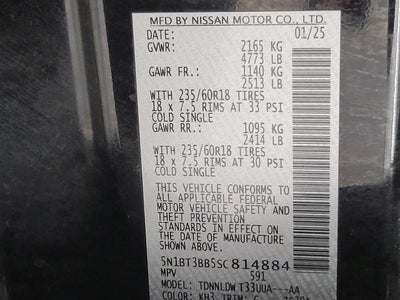 MFD BY NISSAN MOTOR CO., LTD.
DATE: 01/25
GVWR: 2165 KG
4773 LB
GAWR FR.: 1140 KG
2513 LB
WITH 235/60R18 TIRES
18 x 7.5 RIMS AT 33 PSI
COLD SINGLE
GAWR RR.: 1095 KG
2414 LB
WITH 235/60R18 TIRES
18 x 7.5 RIMS AT 30 PSI
COLD SINGLE
THIS VEHICLE CONFORMS TO
ALL APPLICABLE FEDERAL
MOTOR VEHICLE SAFETY AND
THEFT PREVENTION
STANDARDS IN EFFECT ON
THE DATE OF MANUFACTURE
SHOWN ABOVE.
5N1BT3BB5SC814884
MPV 591
MODEL: TDNNLDWT33UUA---AA
COLOR: KH3 TRIM: